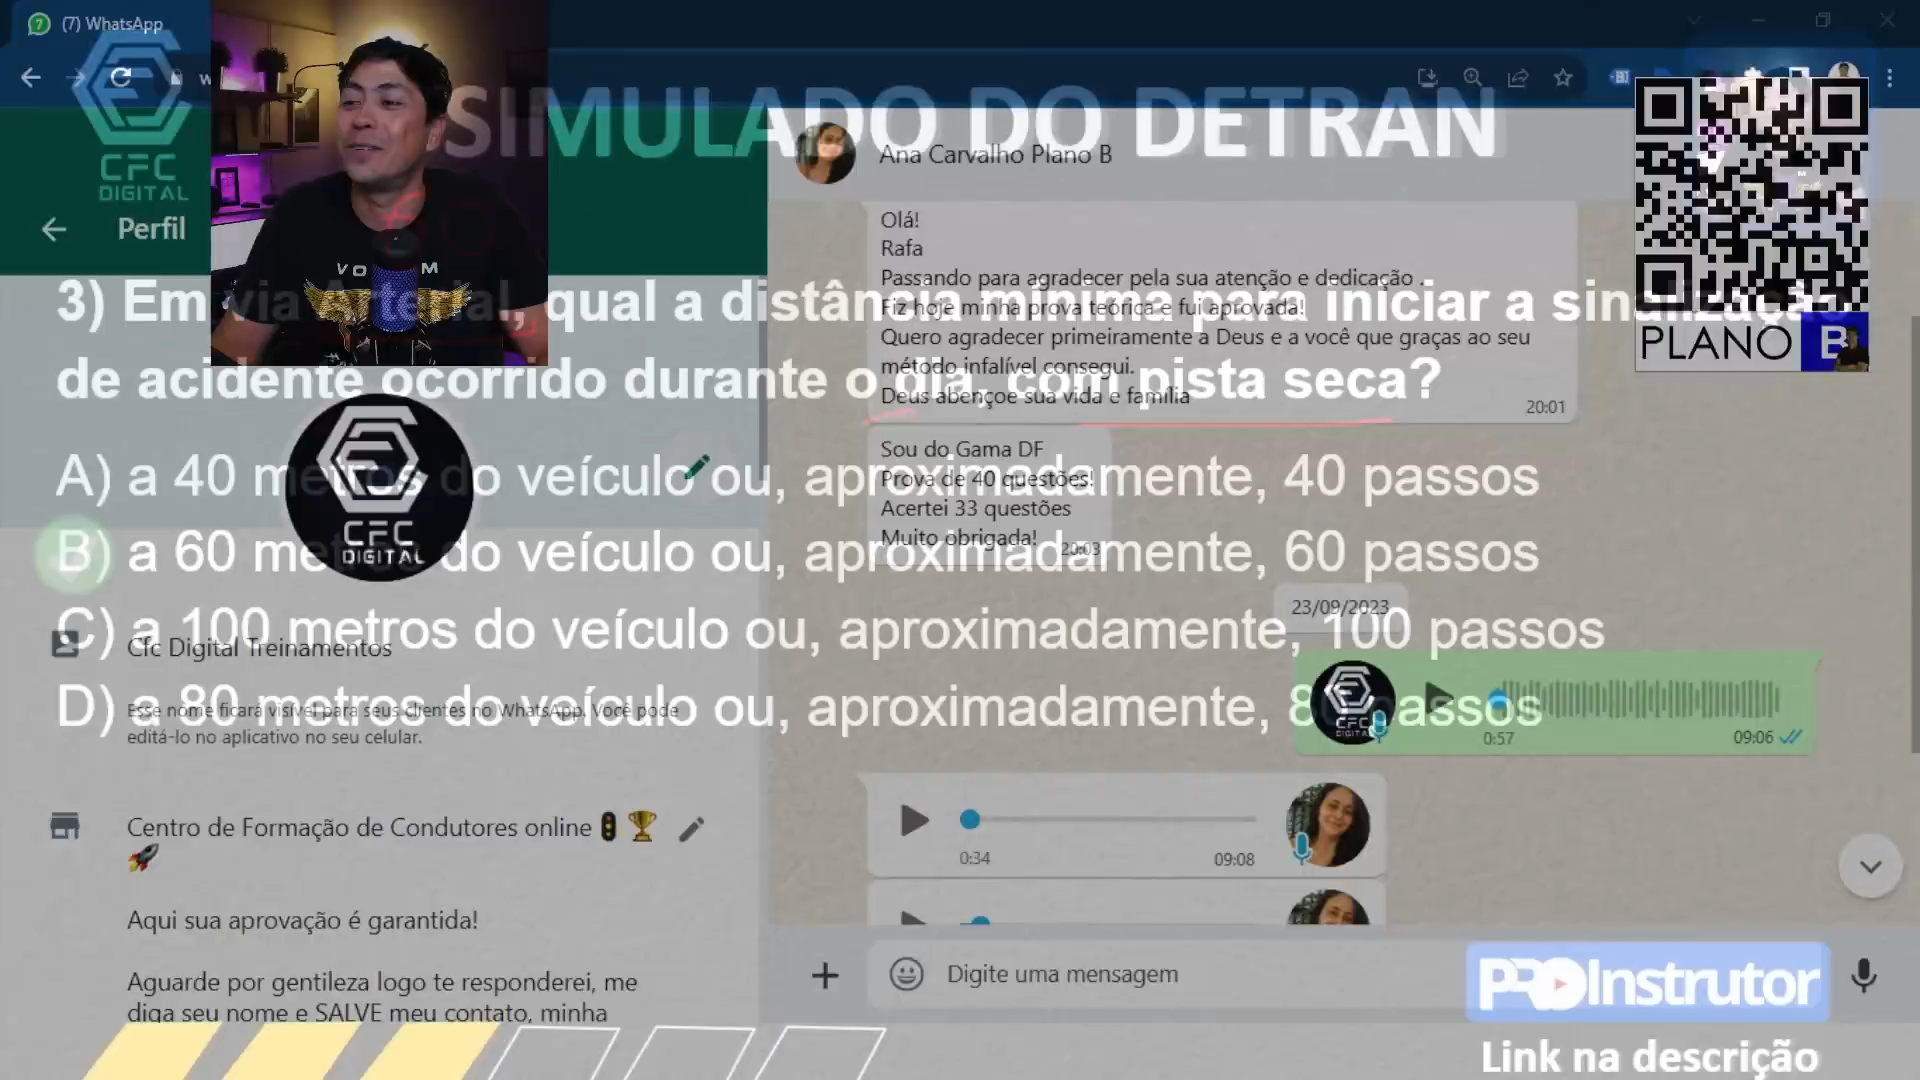 (7) WhatsApp
SIMULADO DO DETRAN
CFC
DIGITAL
Perfil
Ana Carvalho Plano B
Olá!
Rafa
Passando para agradecer pela sua atenção e dedicação .
Fiz hoje minha prova teórica e fui aprovada!
Quero agradecer primeiramente a Deus e a você que graças ao seu
método infalível consegui.
Deus abençoe sua vida e família
20:01
PLANO B
VO M
3) Em via Arterial, qual a distância mínima para iniciar a sinalização
de acidente ocorrido durante o dia, com pista seca?
A) a 40 metros do veículo ou, aproximadamente, 40 passos
B) a 60 metros do veículo ou, aproximadamente, 60 passos
C) a 100 metros do veículo ou, aproximadamente, 100 passos
D) a 80 metros do veículo ou, aproximadamente, 80 passos
CFC
DIGITAL
Sou do Gama DF
Prova de 40 questões!
Acertei 33 questões
Muito obrigada!
20:03
23/09/2023
CFC
DIGITAL
0:57
09:06
0:34
09:08
Cfc Digital Treinamentos
Esse nome ficará visível para seus clientes no WhatsApp. Você pode
editá-lo no aplicativo no seu celular.
Centro de Formação de Condutores online
Aqui sua aprovação é garantida!
Aguarde por gentileza logo te responderei, me
diga seu nome e SALVE meu contato, minha
Digite uma mensagem
PROInstrutor
Link na descrição